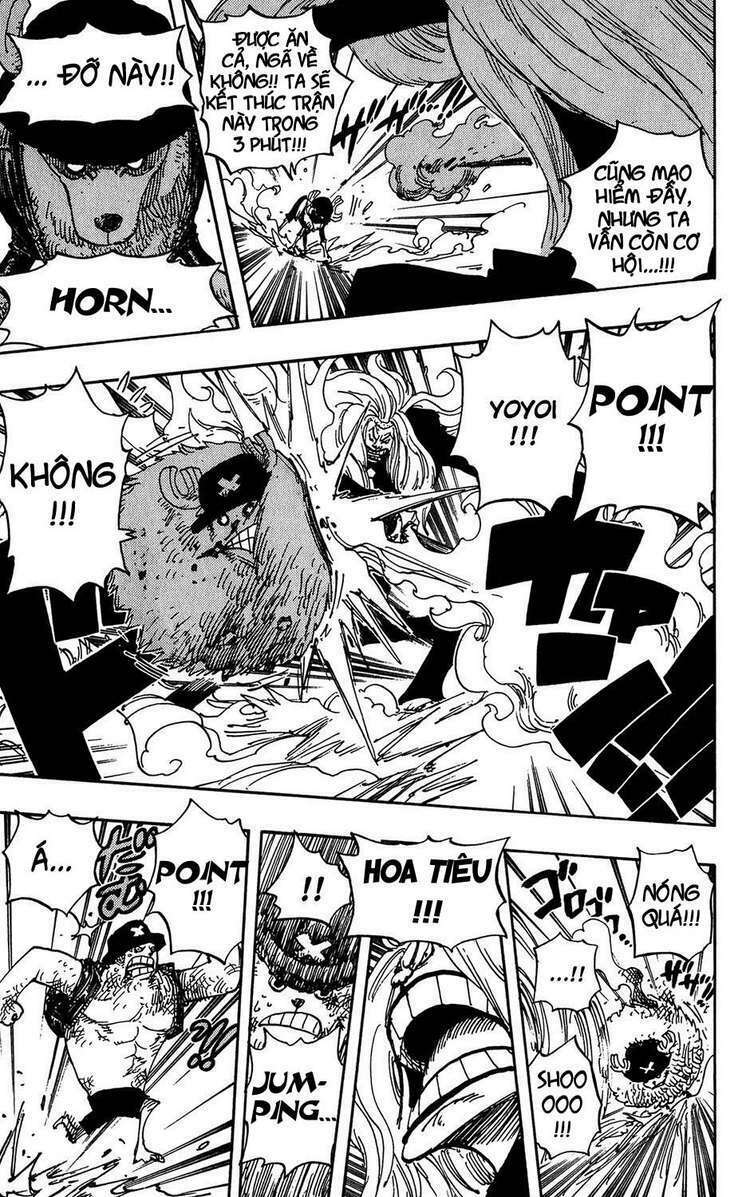 CŨNG MẠO
HIỂM ĐẤY,
NHƯNG TA
VẪN CÒN CƠ
HỘI...!!!
ĐƯỢC ĂN
CẢ, NGÃ VỀ
KHÔNG!! TA SẼ
KẾT THÚC TRẬN
NÀY TRONG
3 PHÚT!!!
... ĐỠ NÀY!!
HORN...
POINT
!!!
YOYOI
!!!
KHÔNG
!!!
NÓNG
QUÁ!!!
...!!
SHOO
OOO
!!!
HOA TIÊU
!!!
!!
JUM-
PING...
POINT
!!!
Á...